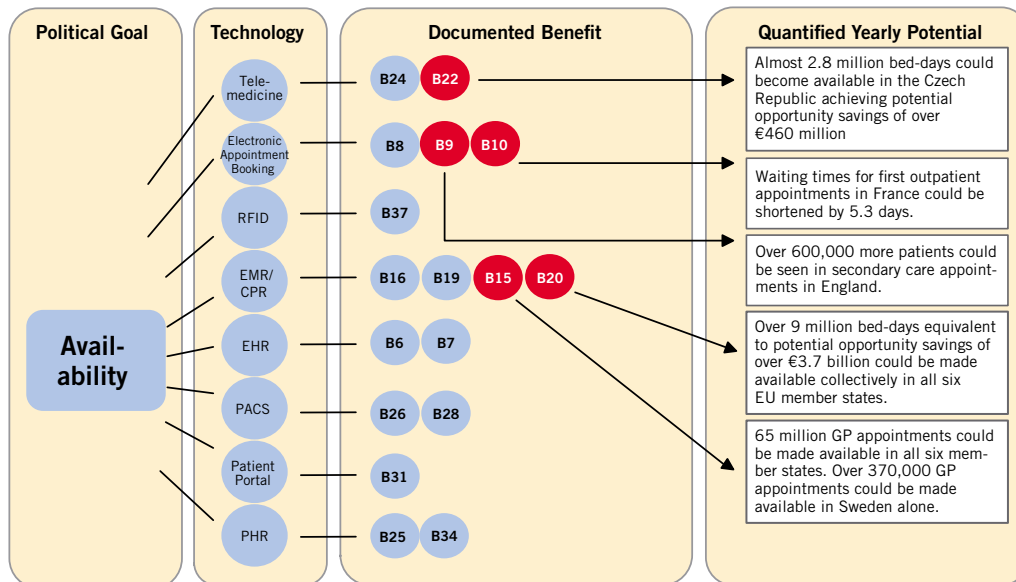 Political Goal
Technology
Documented Benefit
Quantified Yearly Potential
Avail-
ability
Tele-
medicine
B24 B22
Electronic
Appointment
Booking
B8 B9 B10
RFID
B37
EMR/
CPR
B16 B19 B15 B20
EHR
B6 B7
PACS
B26 B28
Patient
Portal
B31
PHR
B25 B34
Almost 2.8 million bed-days could
become available in the Czech
Republic achieving potential
opportunity savings of over
€460 million
Waiting times for first outpatient
appointments in France could be
shortened by 5.3 days.
Over 600,000 more patients could
be seen in secondary care appoint-
ments in England.
Over 9 million bed-days equivalent
to potential opportunity savings of
over €3.7 billion could be made
available collectively in all six
EU member states.
65 million GP appointments could
be made available in all six mem-
ber states. Over 370,000 GP
appointments could be made
available in Sweden alone.